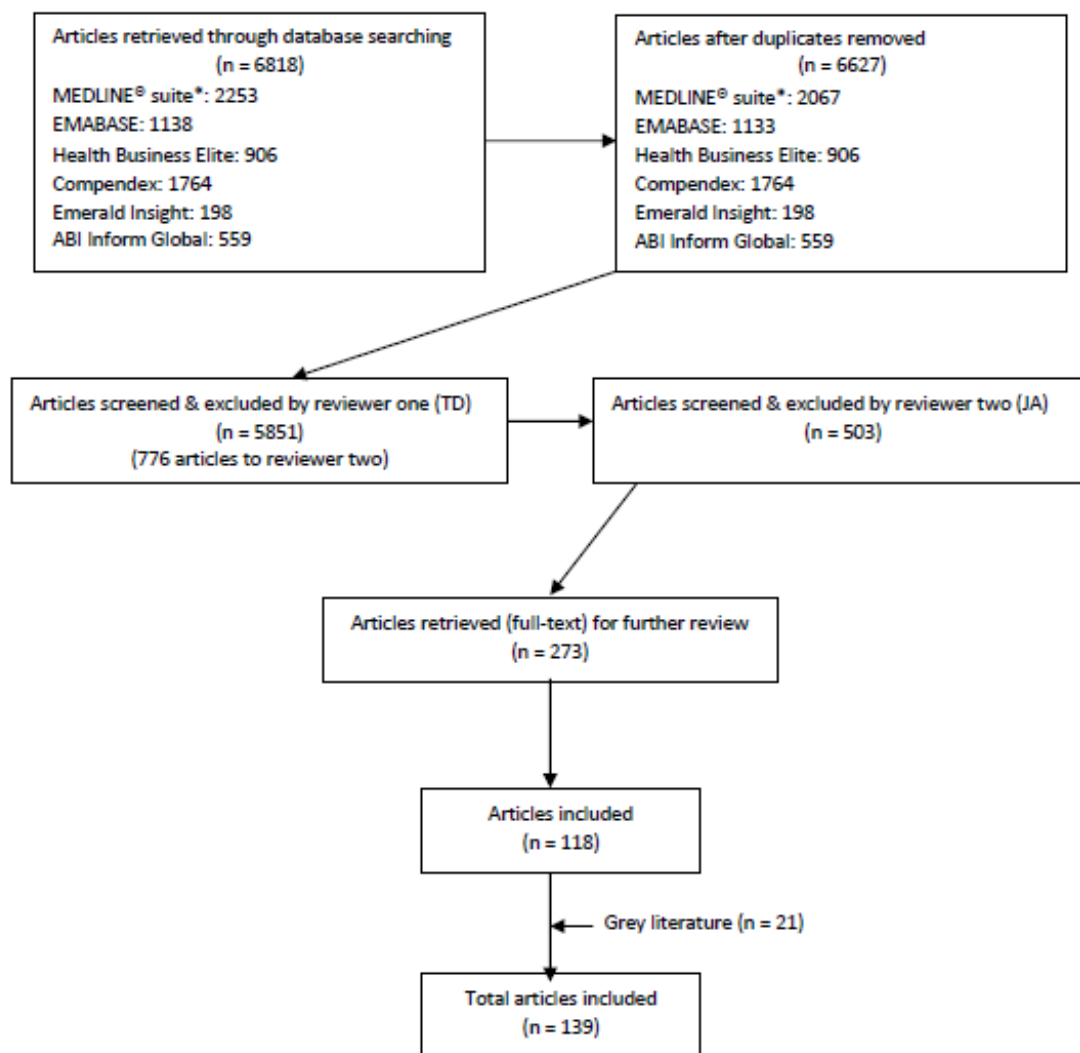 Articles retrieved through database searching
(n = 6818)
MEDLINE® suite*: 2253
EMABASE: 1138
Health Business Elite: 906
Compendex: 1764
Emerald Insight: 198
ABI Inform Global: 559
Articles after duplicates removed
(n = 6627)
MEDLINE® suite*: 2067
EMABASE: 1133
Health Business Elite: 906
Compendex: 1764
Emerald Insight: 198
ABI Inform Global: 559
Articles screened & excluded by reviewer one (TD)
(n = 5851)
(776 articles to reviewer two)
Articles screened & excluded by reviewer two (JA)
(n = 503)
Articles retrieved (full-text) for further review
(n = 273)
Articles included
(n = 118)
Grey literature (n = 21)
Total articles included
(n = 139)